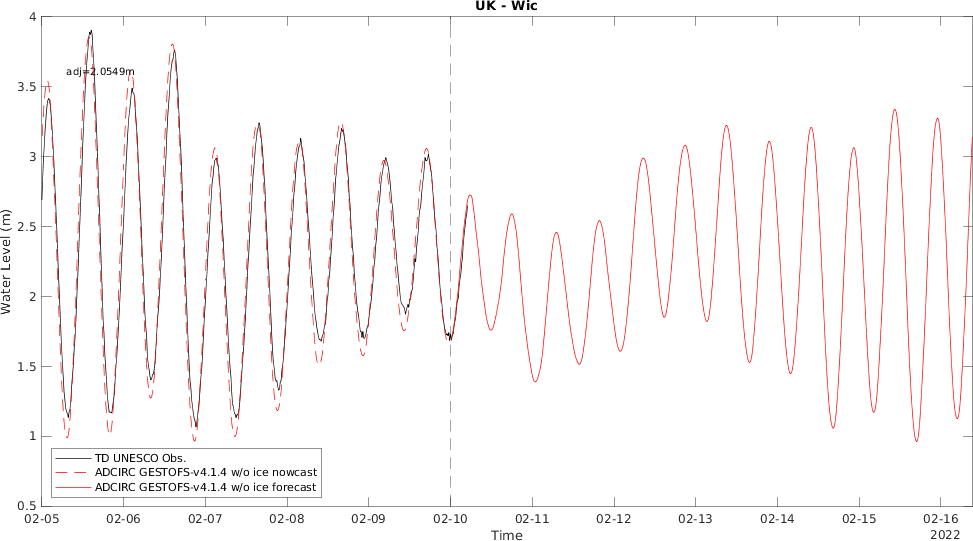 UK - Wic
4
3.5
3
2.5
2
1.5
1
0.5
Water Level (m)
adj=2.0549m
TD UNESCO Obs.
ADCIRC GESTOFS-v4.1.4 w/o ice nowcast
ADCIRC GESTOFS-v4.1.4 w/o ice forecast
02-05 02-06 02-07 02-08 02-09 02-10 02-11 02-12 02-13 02-14 02-15 02-16
Time
2022